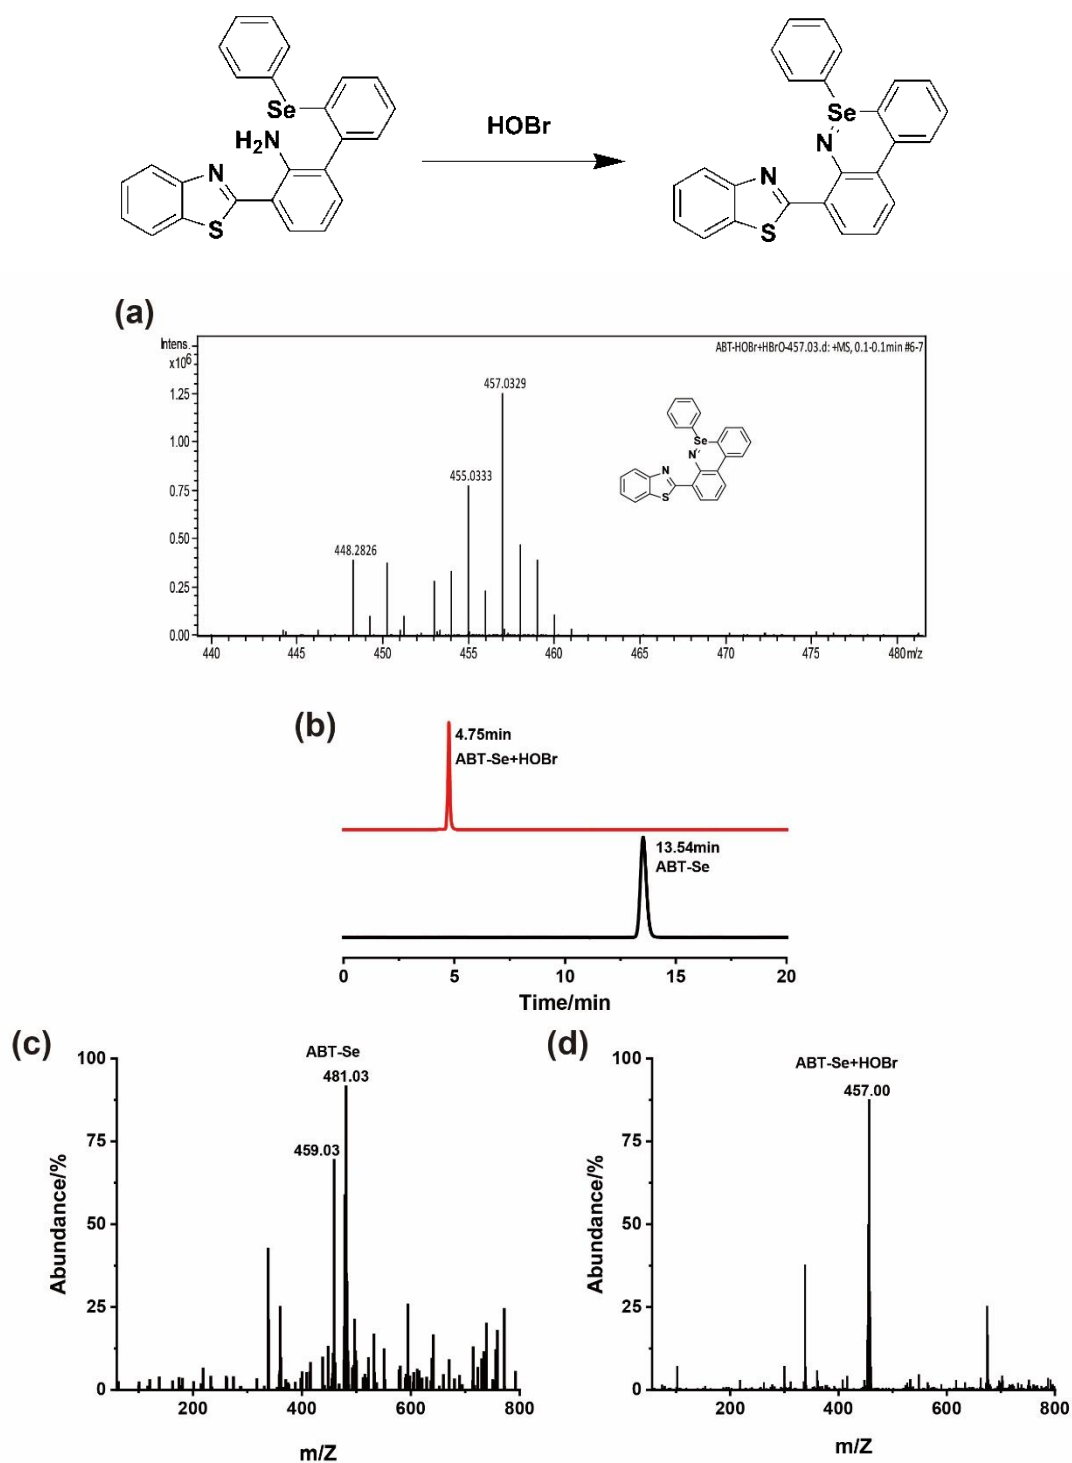 Se
H₂N
N
S
HOBr
Se
N
N
S
(a)
Intens.
x10⁶
1.25
1.00
0.75
0.50
0.25
0.00
ABT-HOBr+HBrO-457.03.d: +MS, 0.1-0.1min #6-7
457.0329
455.0333
448.2826
Se
N
N
S
440 445 450 455 460 465 470 475 480 m/z
(b)
4.75min
ABT-Se+HOBr
13.54min
ABT-Se
0 5 10 15 20
Time/min
(c)
ABT-Se
481.03
459.03
100
75
50
25
0
Abundance/%
200 400 600 800
m/Z
(d)
ABT-Se+HOBr
457.00
100
75
50
25
0
Abundance/%
200 400 600 800
m/Z